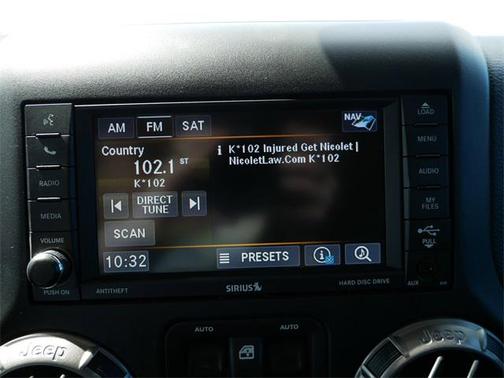 AM FM SAT NAV
Country
102.1 ST
K*102
i K*102 Injured Get Nicolet |
NicoletLaw.Com K*102
DIRECT
TUNE
SCAN
10:32
PRESETS
i
RADIO
MEDIA
VOLUME
PUSH ON
LOAD
MENU
AUDIO
MY
FILES
PULL
AUX
ANTITHEFT
SIRIUS
HARD DISC DRIVE
AUTO AUTO
Jeep Jeep